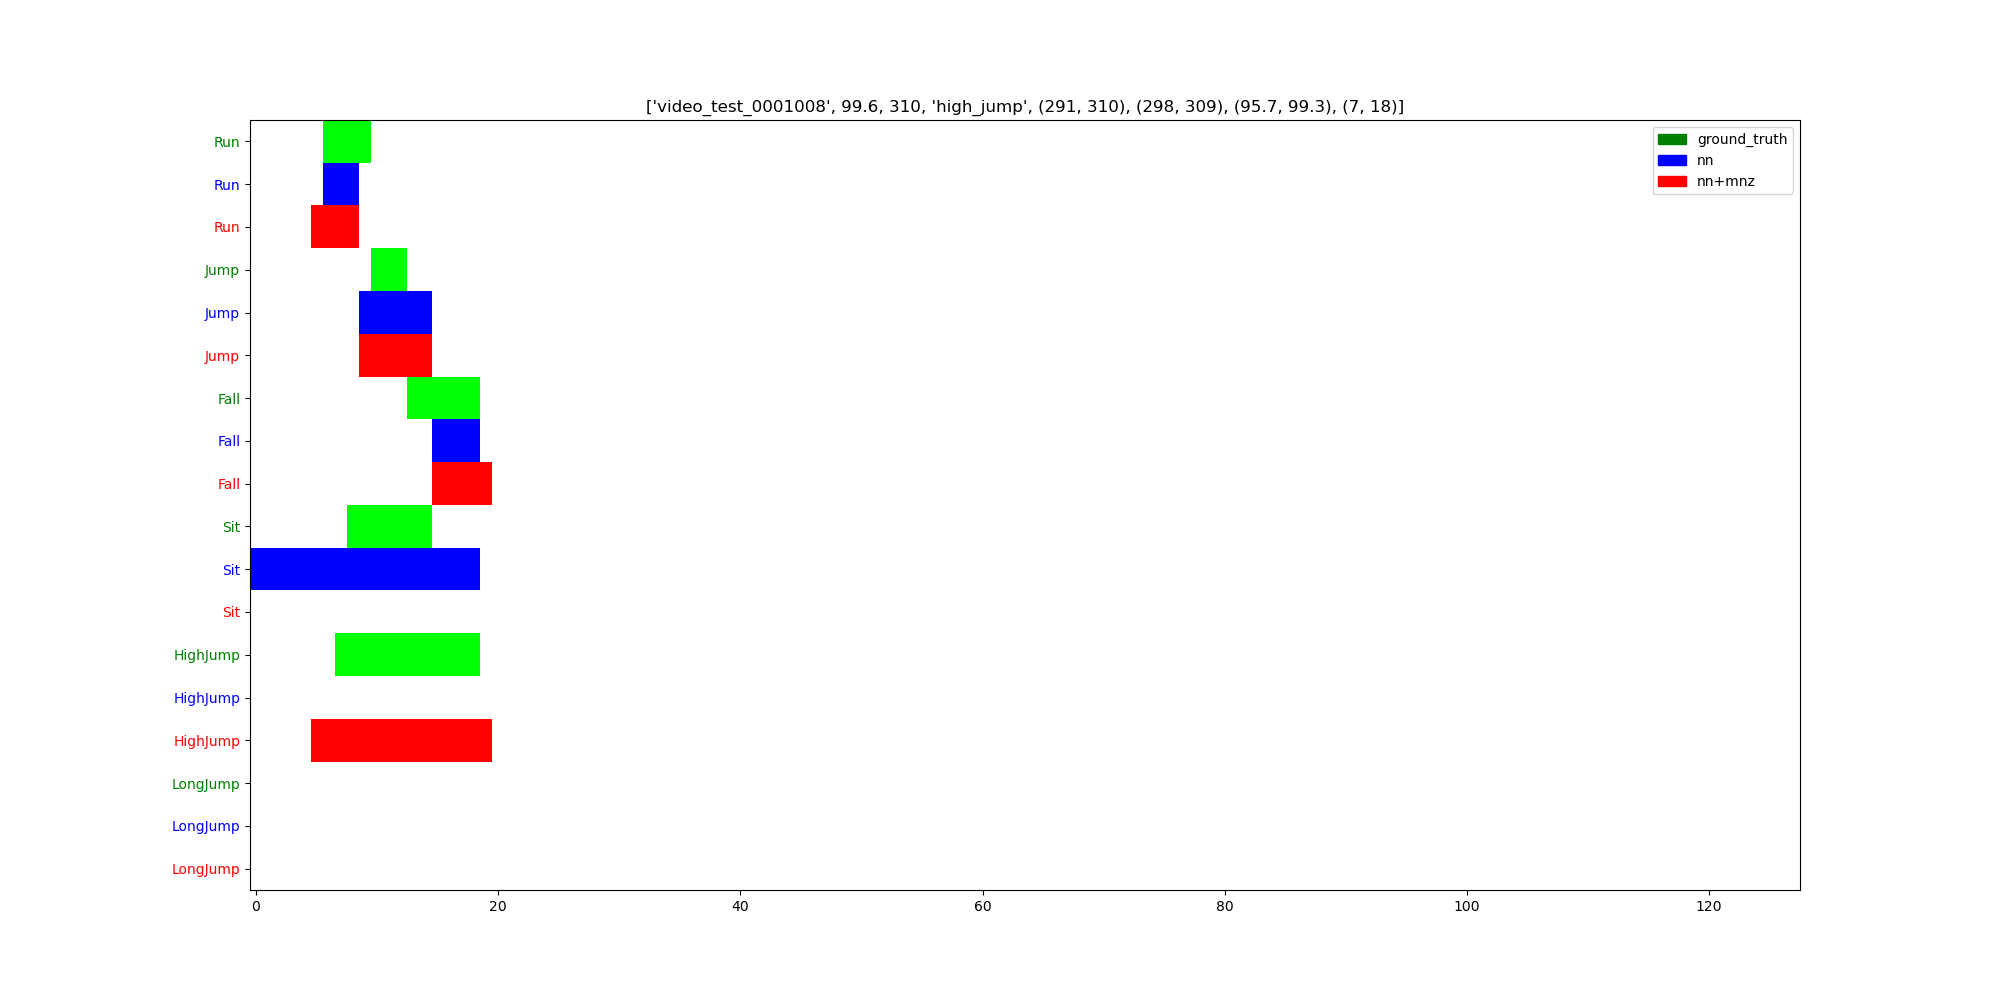 ['video_test_0001008', 99.6, 310, 'high_jump', (291, 310), (298, 309), (95.7, 99.3), (7, 18)]
ground_truth
nn
nn+mnz
Run
Run
Run
Jump
Jump
Jump
Fall
Fall
Fall
Sit
Sit
Sit
HighJump
HighJump
HighJump
LongJump
LongJump
LongJump
0 20 40 60 80 100 120